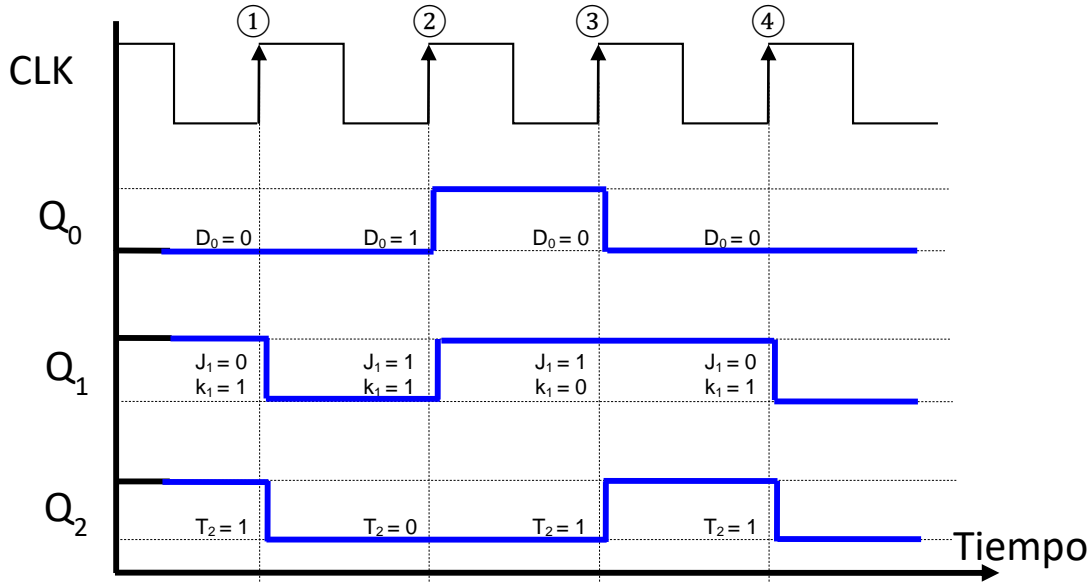 ① ② ③ ④
CLK
Q₀
D₀ = 0 D₀ = 1 D₀ = 0 D₀ = 0
Q₁
J₁ = 0 J₁ = 1 J₁ = 1 J₁ = 0
k₁ = 1 k₁ = 1 k₁ = 0 k₁ = 1
Q₂
T₂ = 1 T₂ = 0 T₂ = 1 T₂ = 1
Tiempo